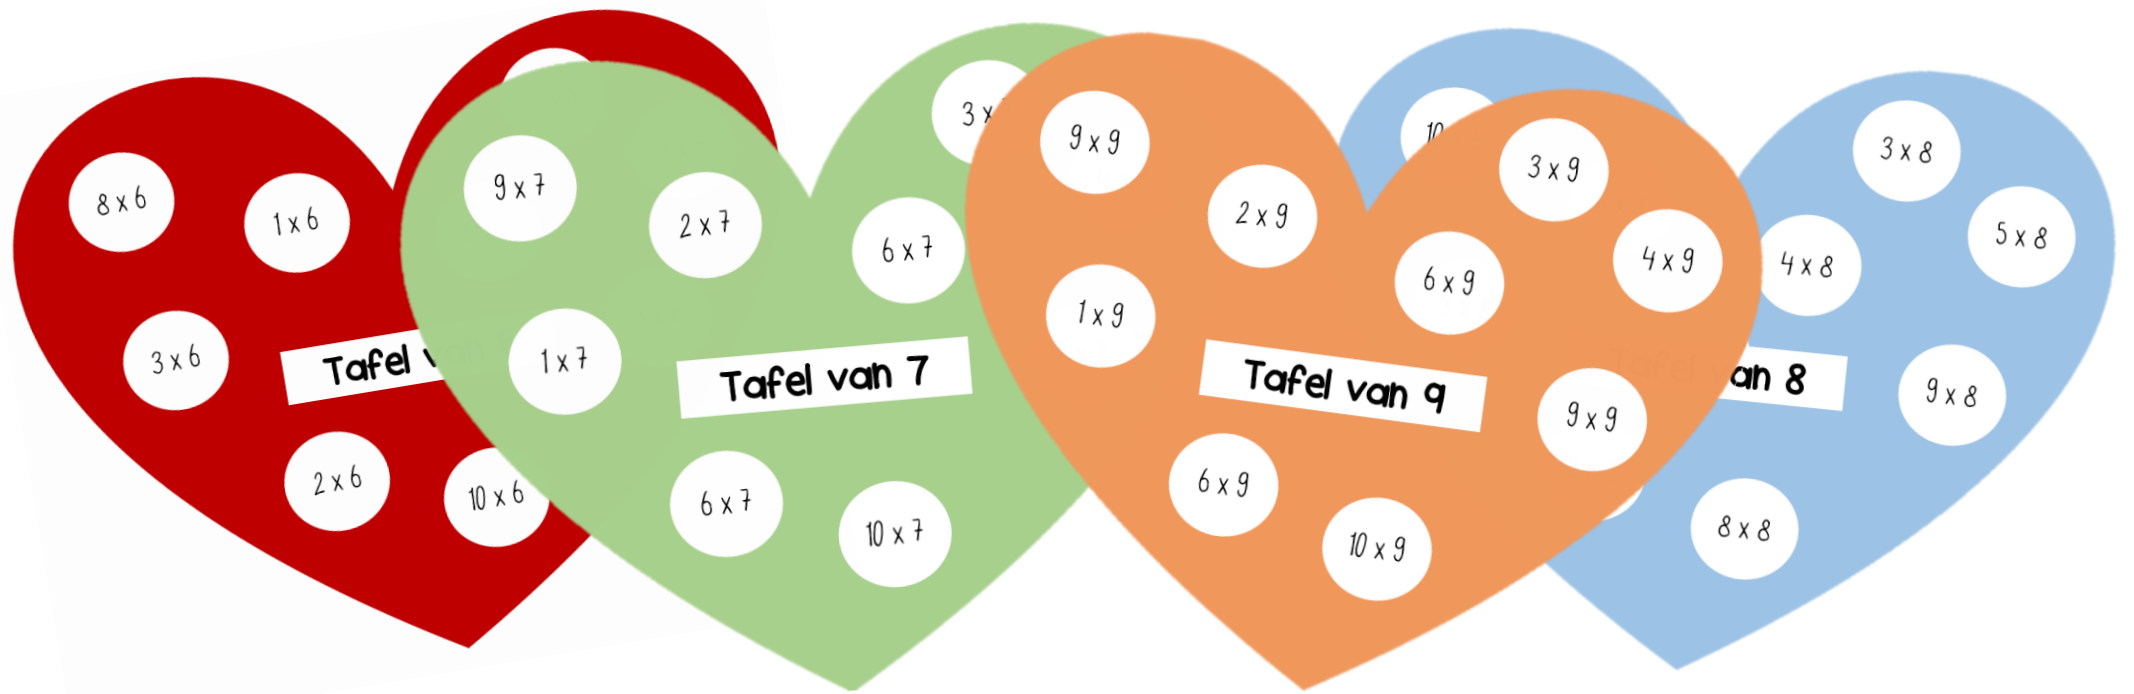 8 x 6
1 x 6
3 x 6
Tafel
2 x 6
10 x 6
9 x 7
2 x 7
3 x
6 x 7
1 x 7
Tafel van 7
6 x 7
10 x 7
9 x 9
2 x 9
3 x 9
4 x 9
6 x 9
1 x 9
Tafel van 9
9 x 9
6 x 9
10 x 9
10
3 x 8
5 x 8
4 x 8
an 8
9 x 8
8 x 8